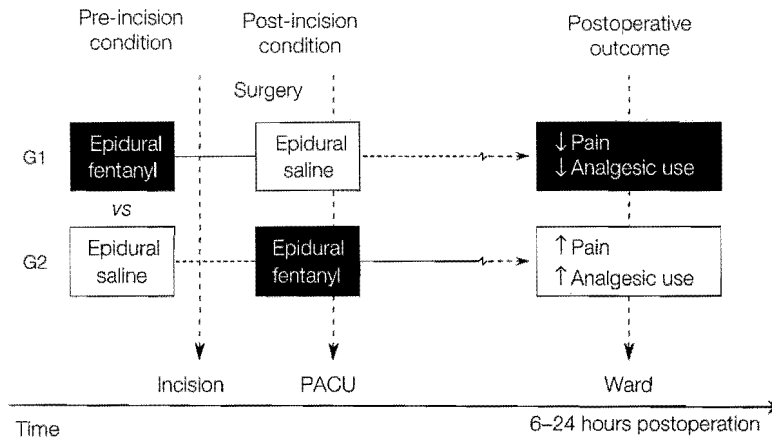 Pre-incision
condition
Post-incision
condition
Postoperative
outcome
Surgery
G1
Epidural
fentanyl
Epidural
saline
↓ Pain
↓ Analgesic use
vs
G2
Epidural
saline
Epidural
fentanyl
↑ Pain
↑ Analgesic use
Incision
PACU
Ward
Time
6–24 hours postoperation